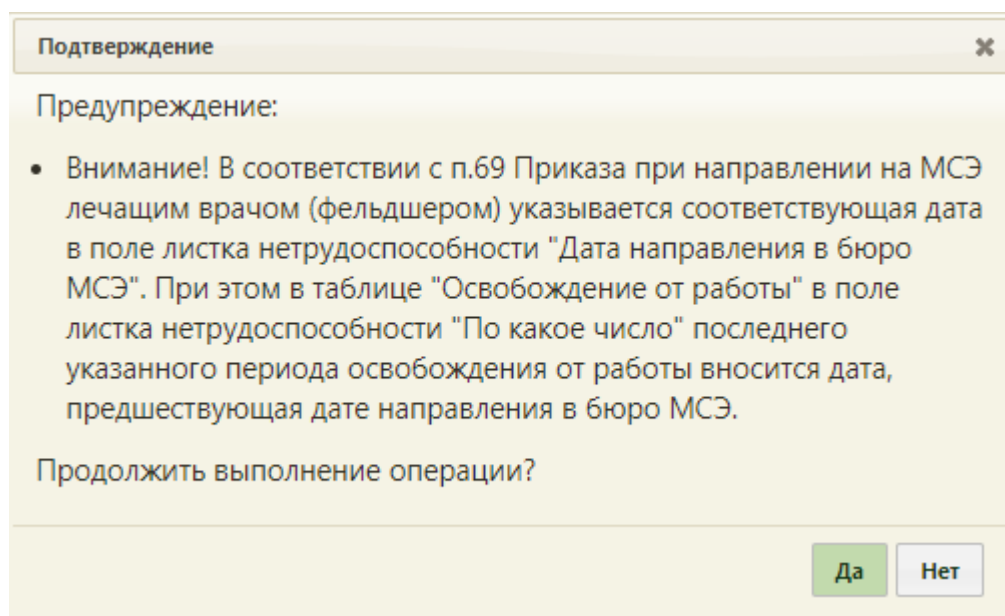 Подтверждение
Предупреждение:
• Внимание! В соответствии с п.69 Приказа при направлении на МСЭ
лечащим врачом (фельдшером) указывается соответствующая дата
в поле листка нетрудоспособности "Дата направления в бюро
МСЭ". При этом в таблице "Освобождение от работы" в поле
листка нетрудоспособности "По какое число" последнего
указанного периода освобождения от работы вносится дата,
предшествующая дате направления в бюро МСЭ.
Продолжить выполнение операции?
Да Нет